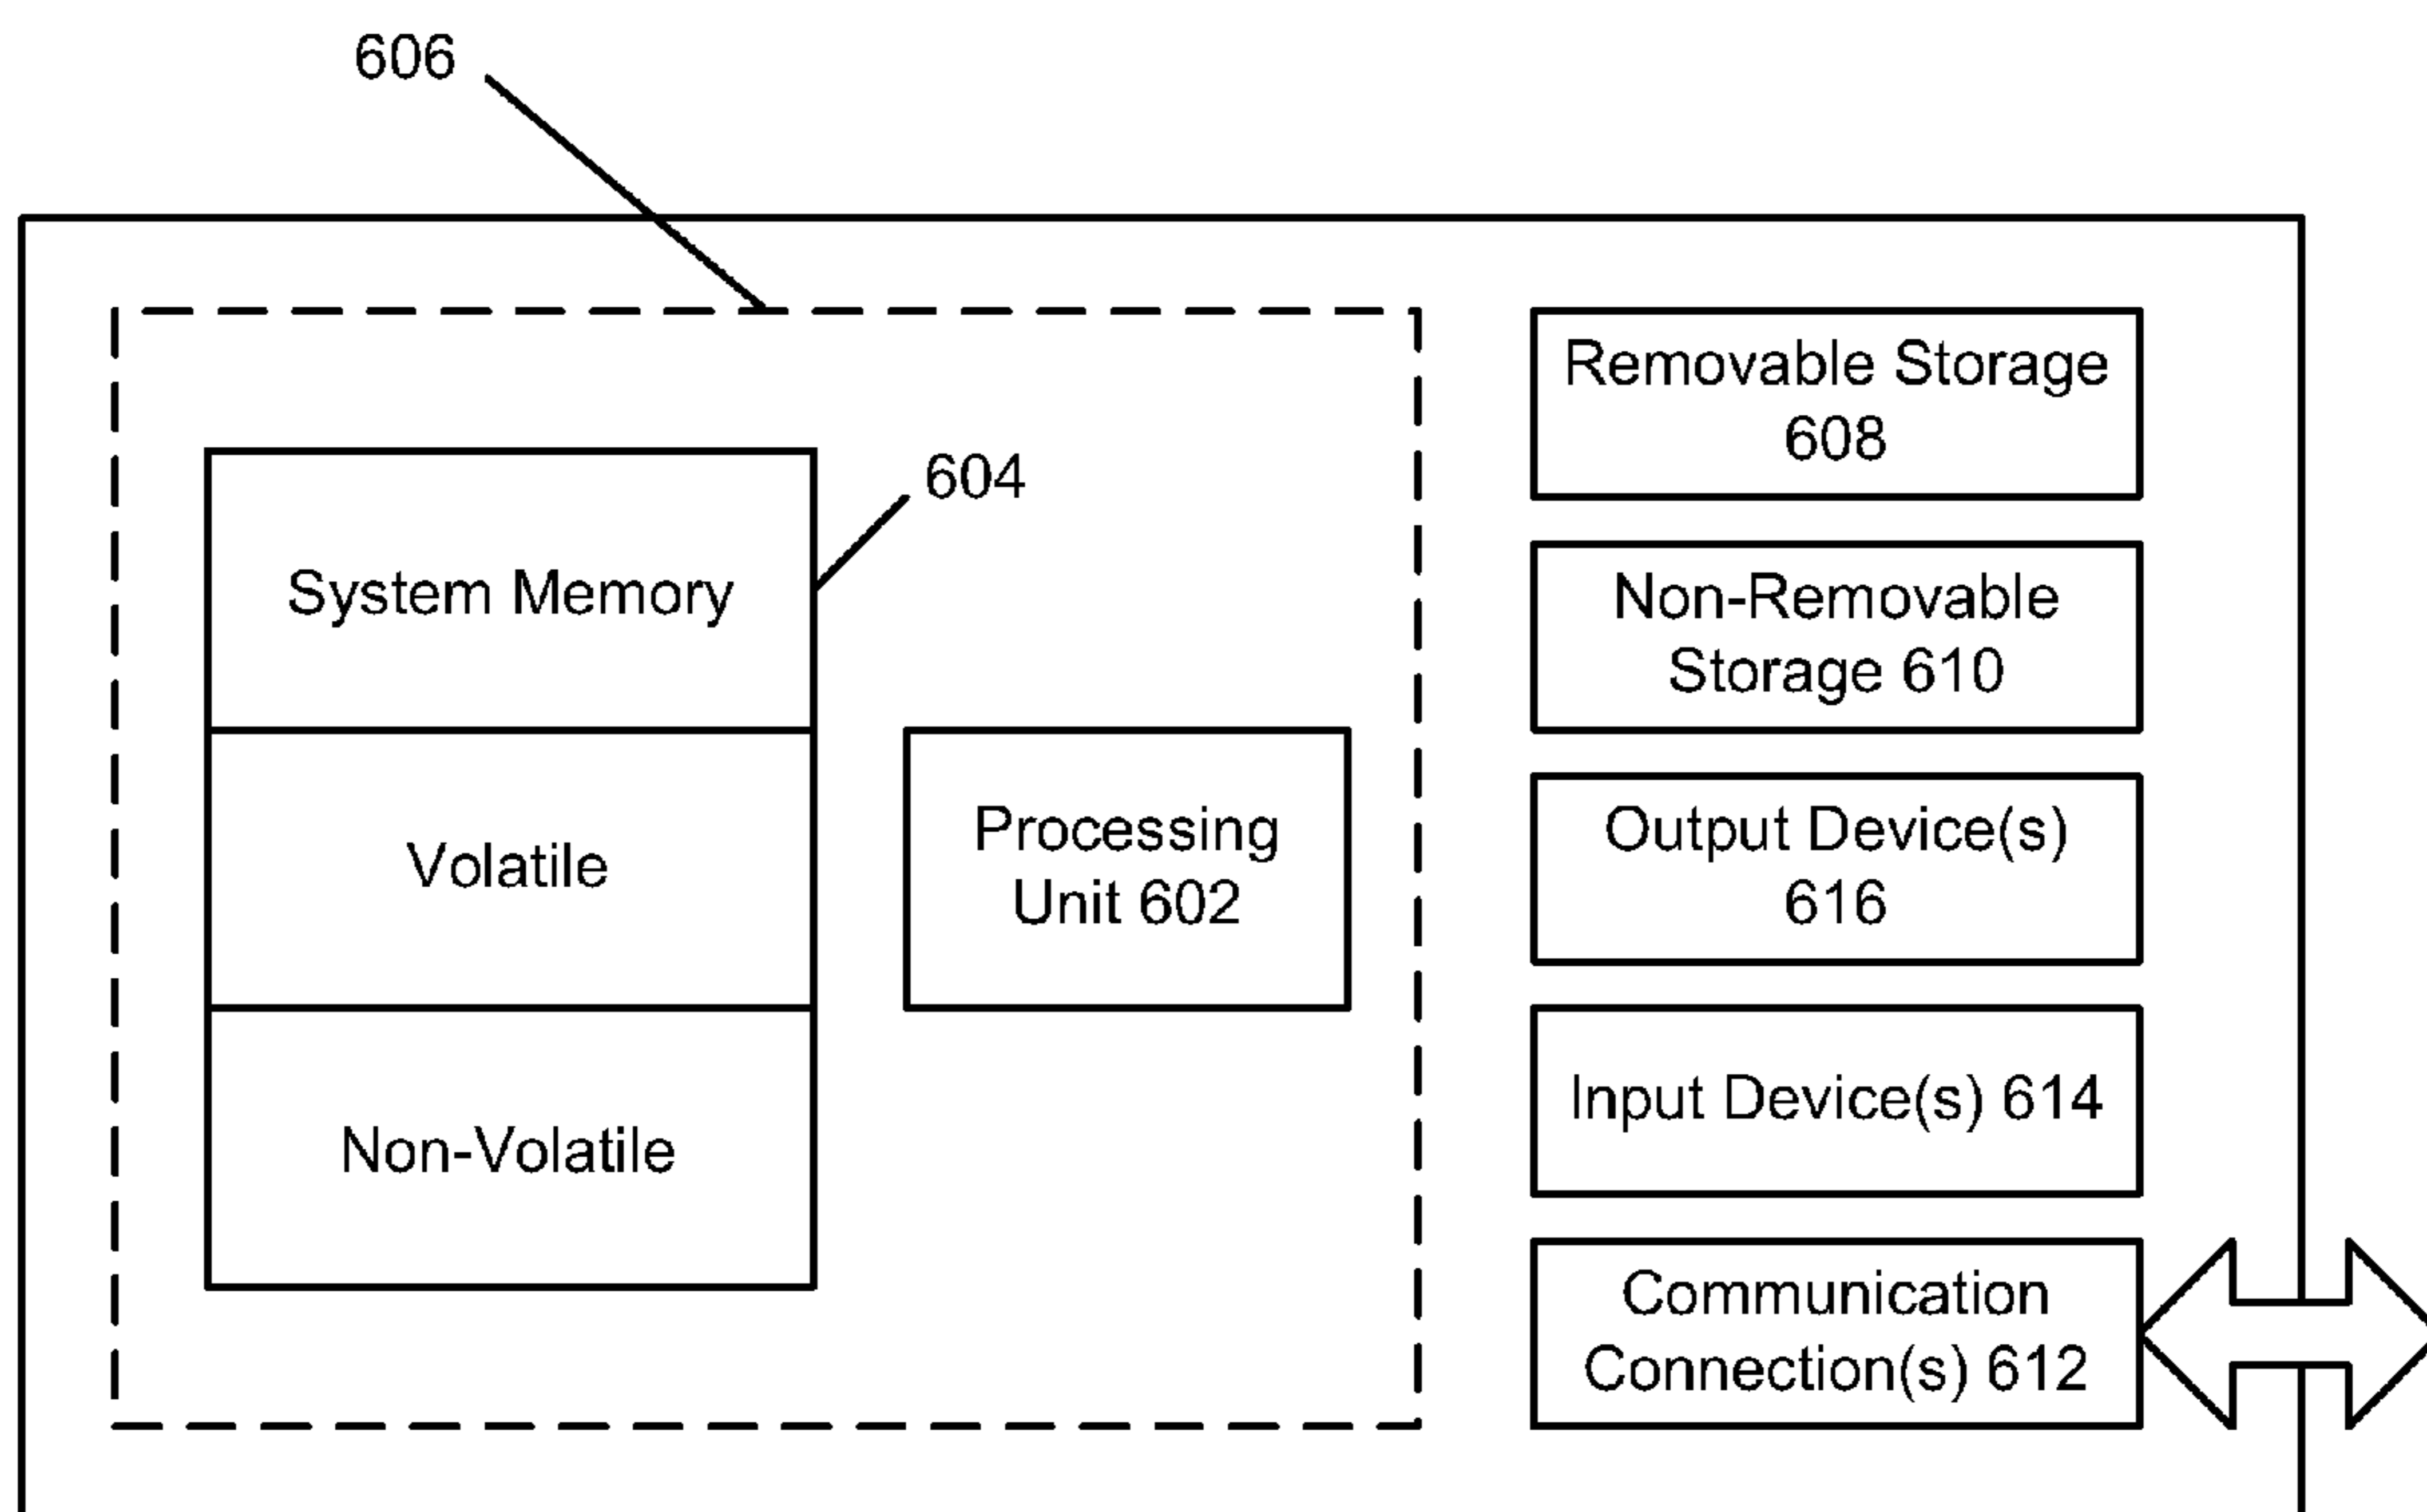 606
604
System Memory
Volatile
Non-Volatile
Processing
Unit 602
Removable Storage
608
Non-Removable
Storage 610
Output Device(s)
616
Input Device(s) 614
Communication
Connection(s) 612